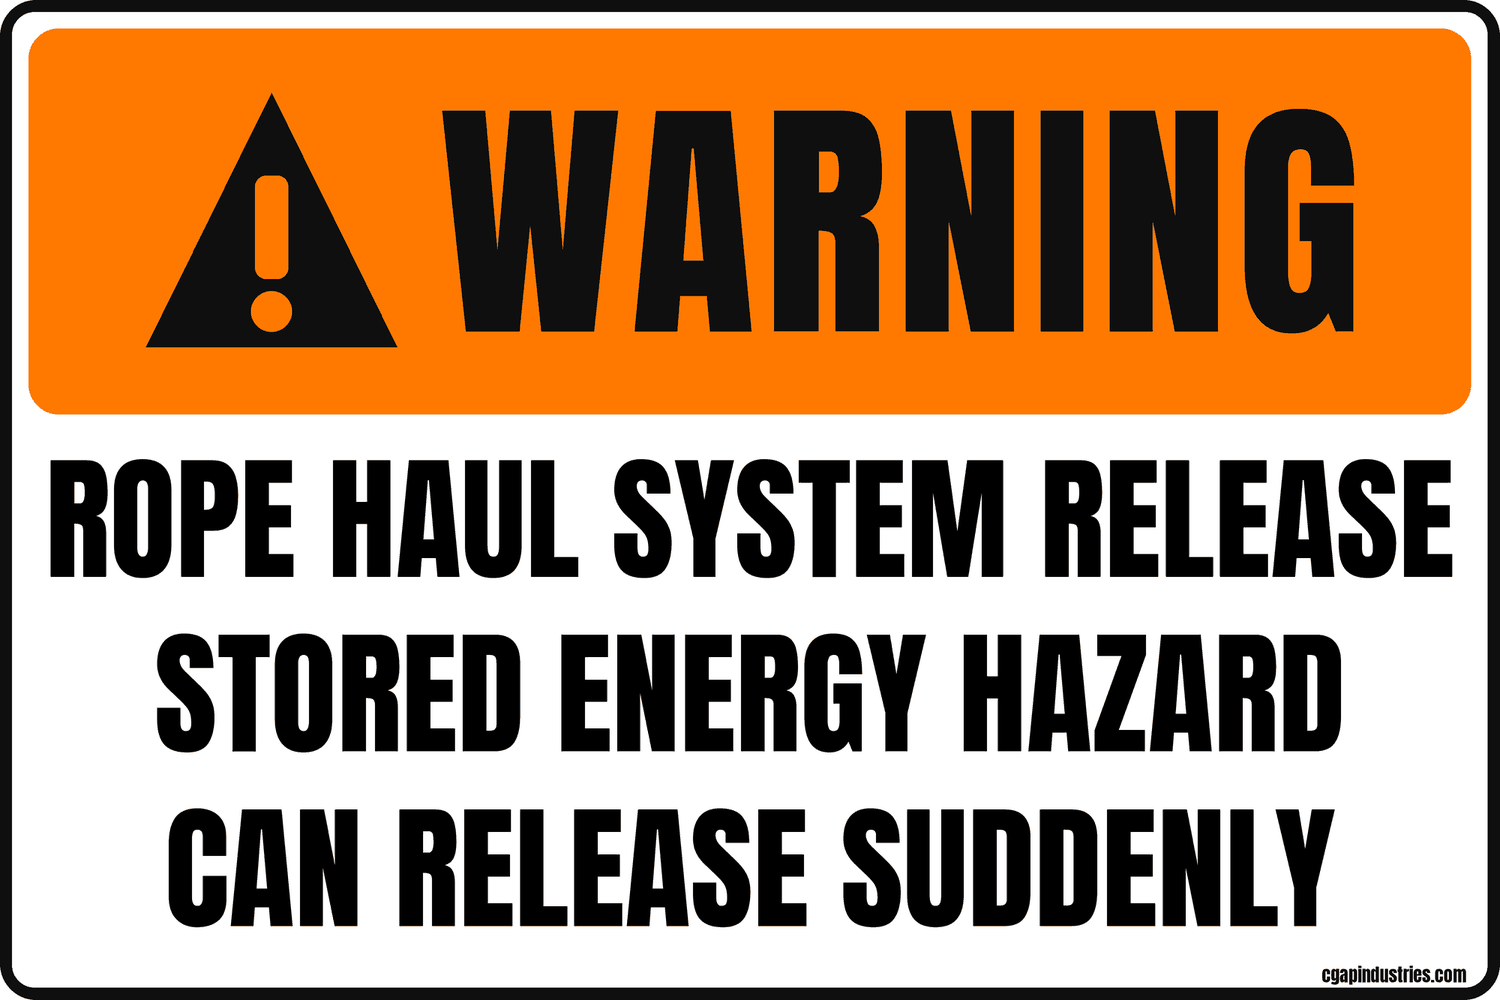 WARNING
ROPE HAUL SYSTEM RELEASE
STORED ENERGY HAZARD
CAN RELEASE SUDDENLY
cgapindustries.com